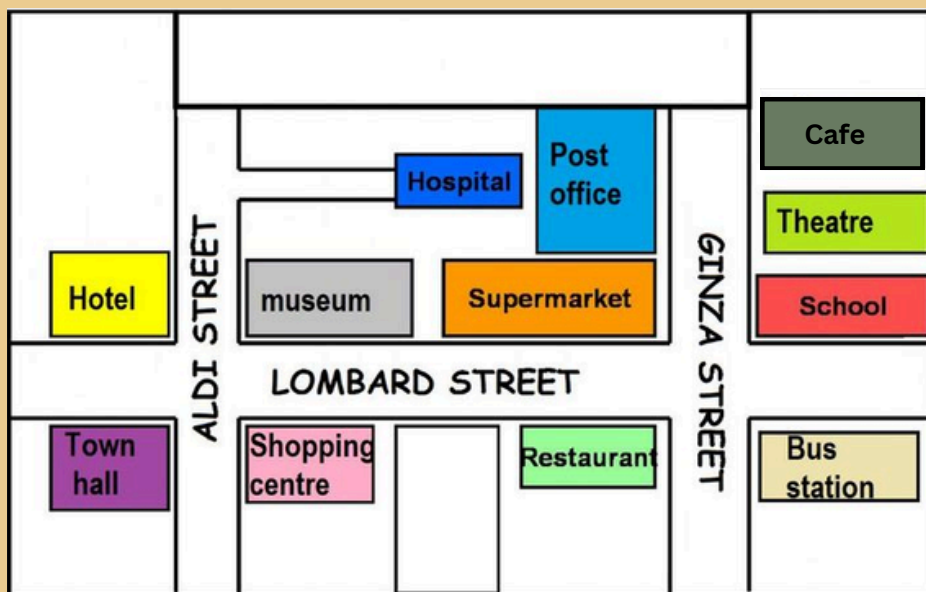 Cafe
Post
office
Hospital
Theatre
Hotel
museum
Supermarket
School
ALDI STREET
GINZA STREET
LOMBARD STREET
Town
hall
Shopping
centre
Restaurant
Bus
station